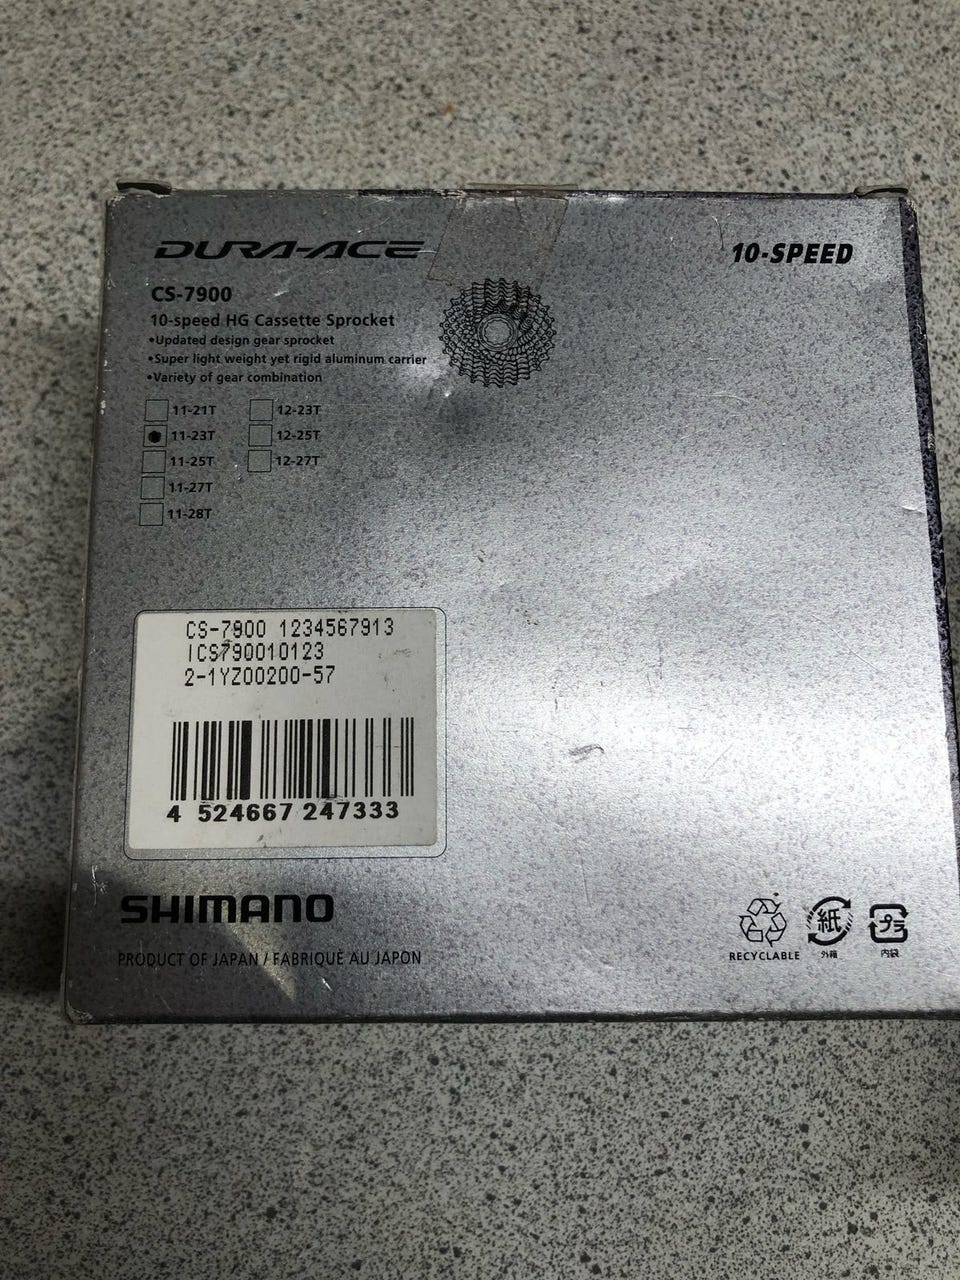 DURA-ACE
10-SPEED
CS-7900
10-speed HG Cassette Sprocket
•Updated design gear sprocket
•Super light weight yet rigid aluminum carrier
•Variety of gear combination
11-21T 12-23T
11-23T 12-25T
11-25T 12-27T
11-27T
11-28T
CS-7900 1234567913
ICS790010123
2-1YZ00200-57
4 524667 247333
SHIMANO
PRODUCT OF JAPAN / FABRIQUÉ AU JAPON
RECYCLABLE
紙
外箱
プラ
内袋